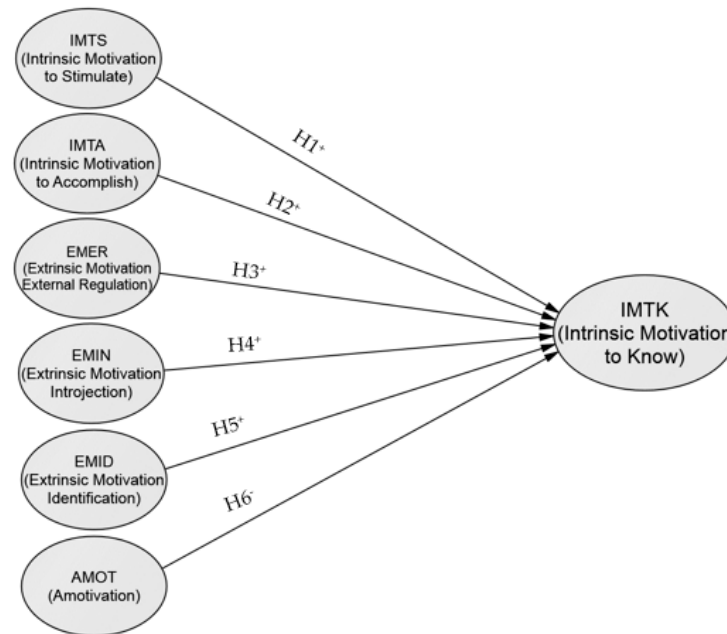 IMTS
(Intrinsic Motivation
to Stimulate)
H1⁺
IMTA
(Intrinsic Motivation
to Accomplish)
H2⁺
EMER
(Extrinsic Motivation
External Regulation)
H3⁺
IMTK
(Intrinsic Motivation
to Know)
EMIN
(Extrinsic Motivation
Introjection)
H4⁺
EMID
(Extrinsic Motivation
Identification)
H5⁺
H6⁻
AMOT
(Amotivation)